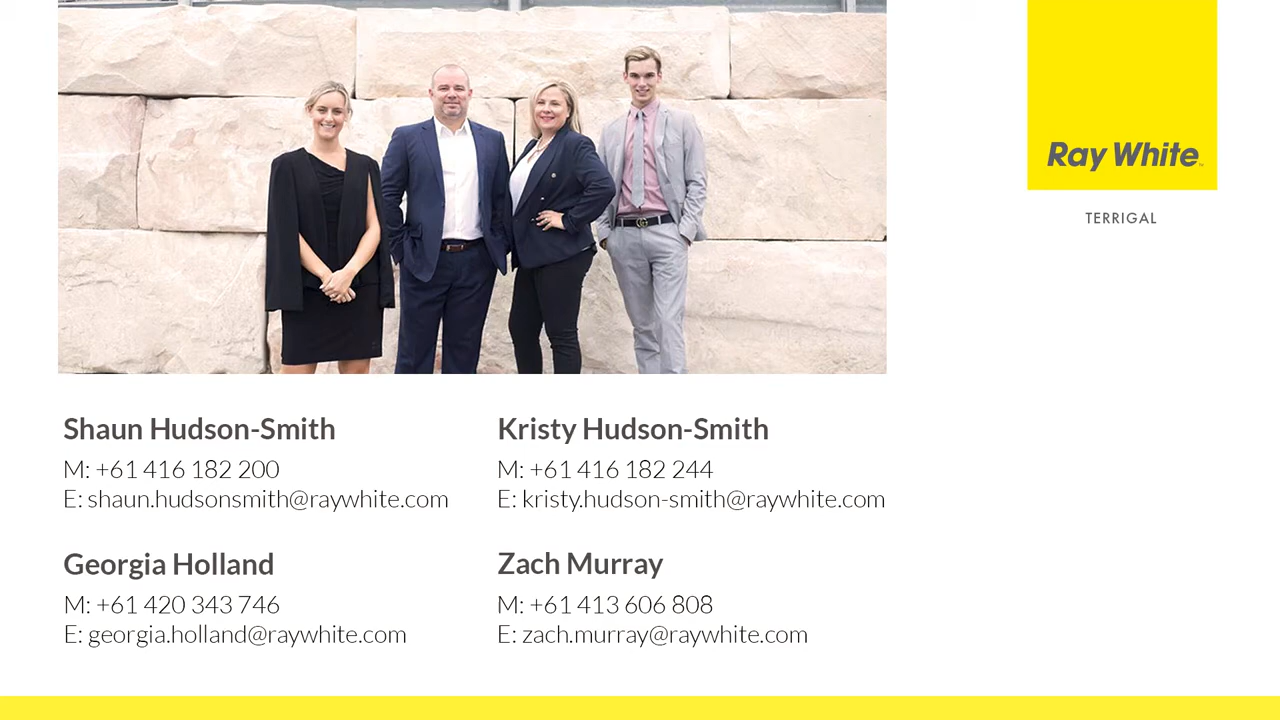 Ray White
TERRIGAL
Shaun Hudson-Smith
M: +61 416 182 200
E: shaun.hudsonsmith@raywhite.com
Kristy Hudson-Smith
M: +61 416 182 244
E: kristy.hudson-smith@raywhite.com
Georgia Holland
M: +61 420 343 746
E: georgia.holland@raywhite.com
Zach Murray
M: +61 413 606 808
E: zach.murray@raywhite.com